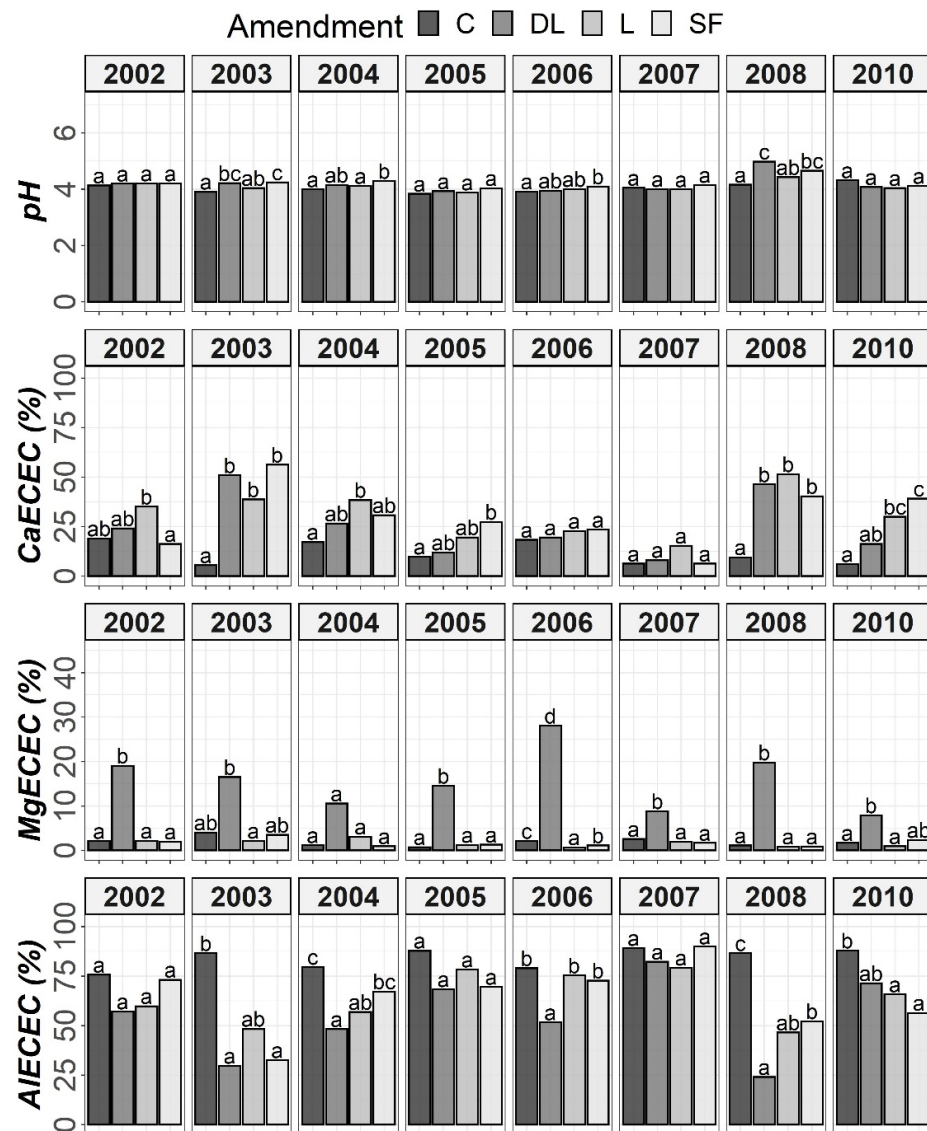 Amendment C DL L SF
2002 2003 2004 2005 2006 2007 2008 2010
pH
6
4
2
0
a a a a
a bc ab c
a ab a b
a a a a
a ab ab b
a a a a
a c ab bc
a a a a
2002 2003 2004 2005 2006 2007 2008 2010
CaECEC (%)
100
75
50
25
0
ab ab b a
a b b b
a ab b ab
a ab ab b
a a a a
a a a a
a b b b
a ab bc c
2002 2003 2004 2005 2006 2007 2008 2010
MgECEC (%)
40
30
20
10
0
a b a a
ab b a ab
a a a a
a b a a
c d a b
a b a a
a b a a
a b a ab
2002 2003 2004 2005 2006 2007 2008 2010
AlECEC (%)
100
75
50
25
0
a a a a
b a ab a
c a ab bc
a a a a
b a b b
a a a a
c a ab b
b ab a a